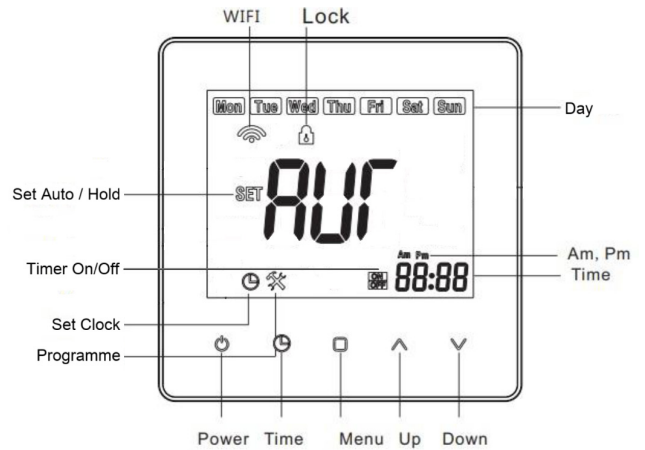 WIFI Lock
Mon Tue Wed Thu Fri Sat Sun
Day
Set Auto / Hold
SET
AUT
Am Pm
Am, Pm
Timer On/Off
ON
OFF
88:88
Time
Set Clock
Programme
Power Time Menu Up Down